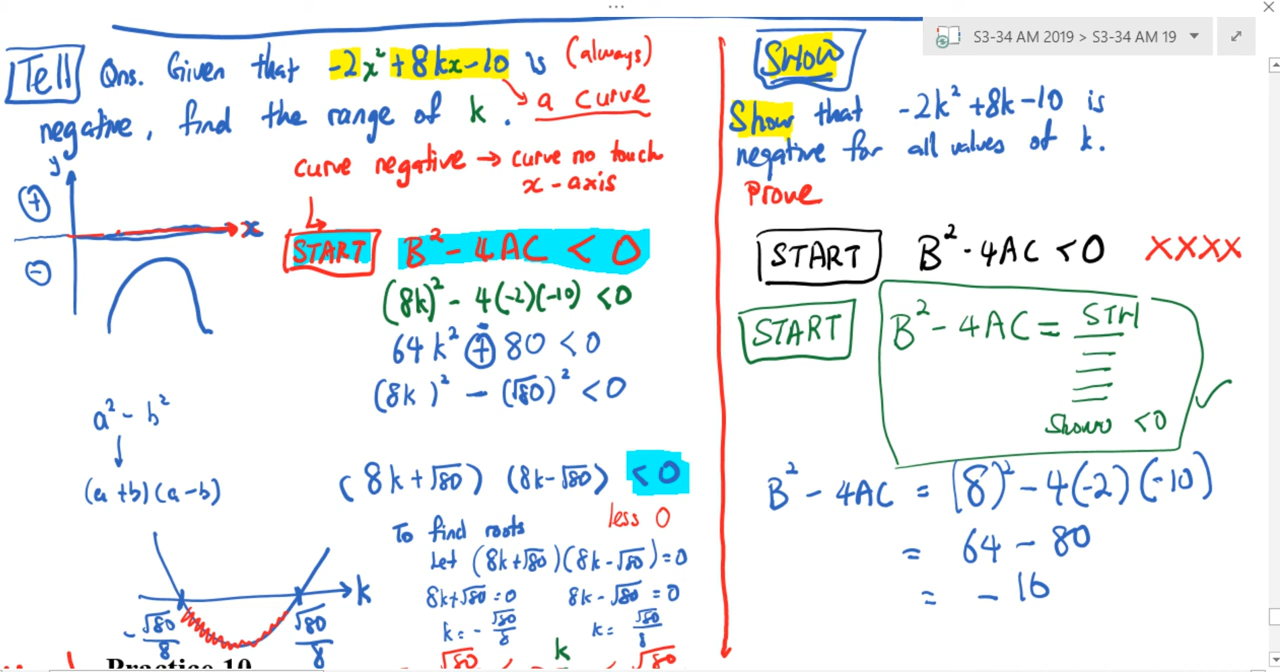 S3-34 AM 2019 > S3-34 AM 19
Tell Qns. Given that -2x² + 8kx - 10 is (always)
negative, find the range of k. a curve
curve negative → curve no touch
x-axis
y
+
x
-
START B² - 4AC < 0
(8k)² - 4(-2)(-10) < 0
64k² + 80 < 0
(8k)² - (√80)² < 0
a² - b²
(a+b)(a-b)
(8k+√80) (8k-√80) < 0
less 0
To find roots
Let (8k+√80)(8k-√80) = 0
8k+√80 = 0 8k-√80 = 0
k = -√80/8 k = √80/8
k
-√80/8 √80/8
√80 < k < √80
Practice 10
Show
Show that -2k² + 8k - 10 is
negative for all values of k.
Prove
START B² - 4AC < 0 XXXX
START B² - 4AC = STH
Shown < 0
B² - 4AC = (8)² - 4(-2)(-10)
= 64 - 80
= -16